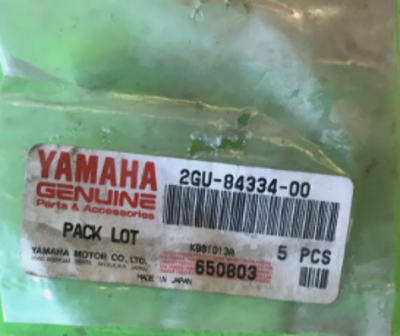 YAMAHA
GENUINE
Parts & Accessories
2GU-84334-00
PACK LOT
K981013A
5 PCS
YAMAHA MOTOR CO., LTD.
650803
MADE IN JAPAN